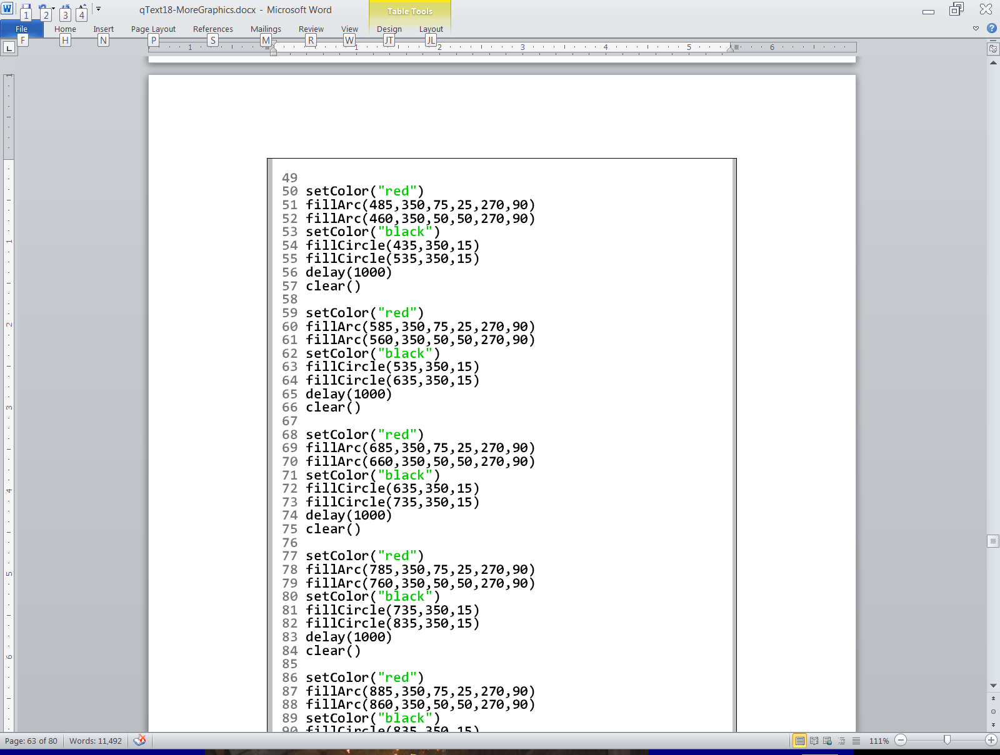 qText18-MoreGraphics.docx - Microsoft Word
Table Tools
1 2 3 4
File Home Insert Page Layout References Mailings Review View Design Layout
F H N P S M R W JT JL
1 1 2 3 4 5 6
49
50 setColor("red")
51 fillArc(485,350,75,25,270,90)
52 fillArc(460,350,50,50,270,90)
53 setColor("black")
54 fillCircle(435,350,15)
55 fillCircle(535,350,15)
56 delay(1000)
57 clear()
58
59 setColor("red")
60 fillArc(585,350,75,25,270,90)
61 fillArc(560,350,50,50,270,90)
62 setColor("black")
63 fillCircle(535,350,15)
64 fillCircle(635,350,15)
65 delay(1000)
66 clear()
67
68 setColor("red")
69 fillArc(685,350,75,25,270,90)
70 fillArc(660,350,50,50,270,90)
71 setColor("black")
72 fillCircle(635,350,15)
73 fillCircle(735,350,15)
74 delay(1000)
75 clear()
76
77 setColor("red")
78 fillArc(785,350,75,25,270,90)
79 fillArc(760,350,50,50,270,90)
80 setColor("black")
81 fillCircle(735,350,15)
82 fillCircle(835,350,15)
83 delay(1000)
84 clear()
85
86 setColor("red")
87 fillArc(885,350,75,25,270,90)
88 fillArc(860,350,50,50,270,90)
89 setColor("black")
90 fillCircle(835,350,15)
Page: 63 of 80 Words: 11,492 111%